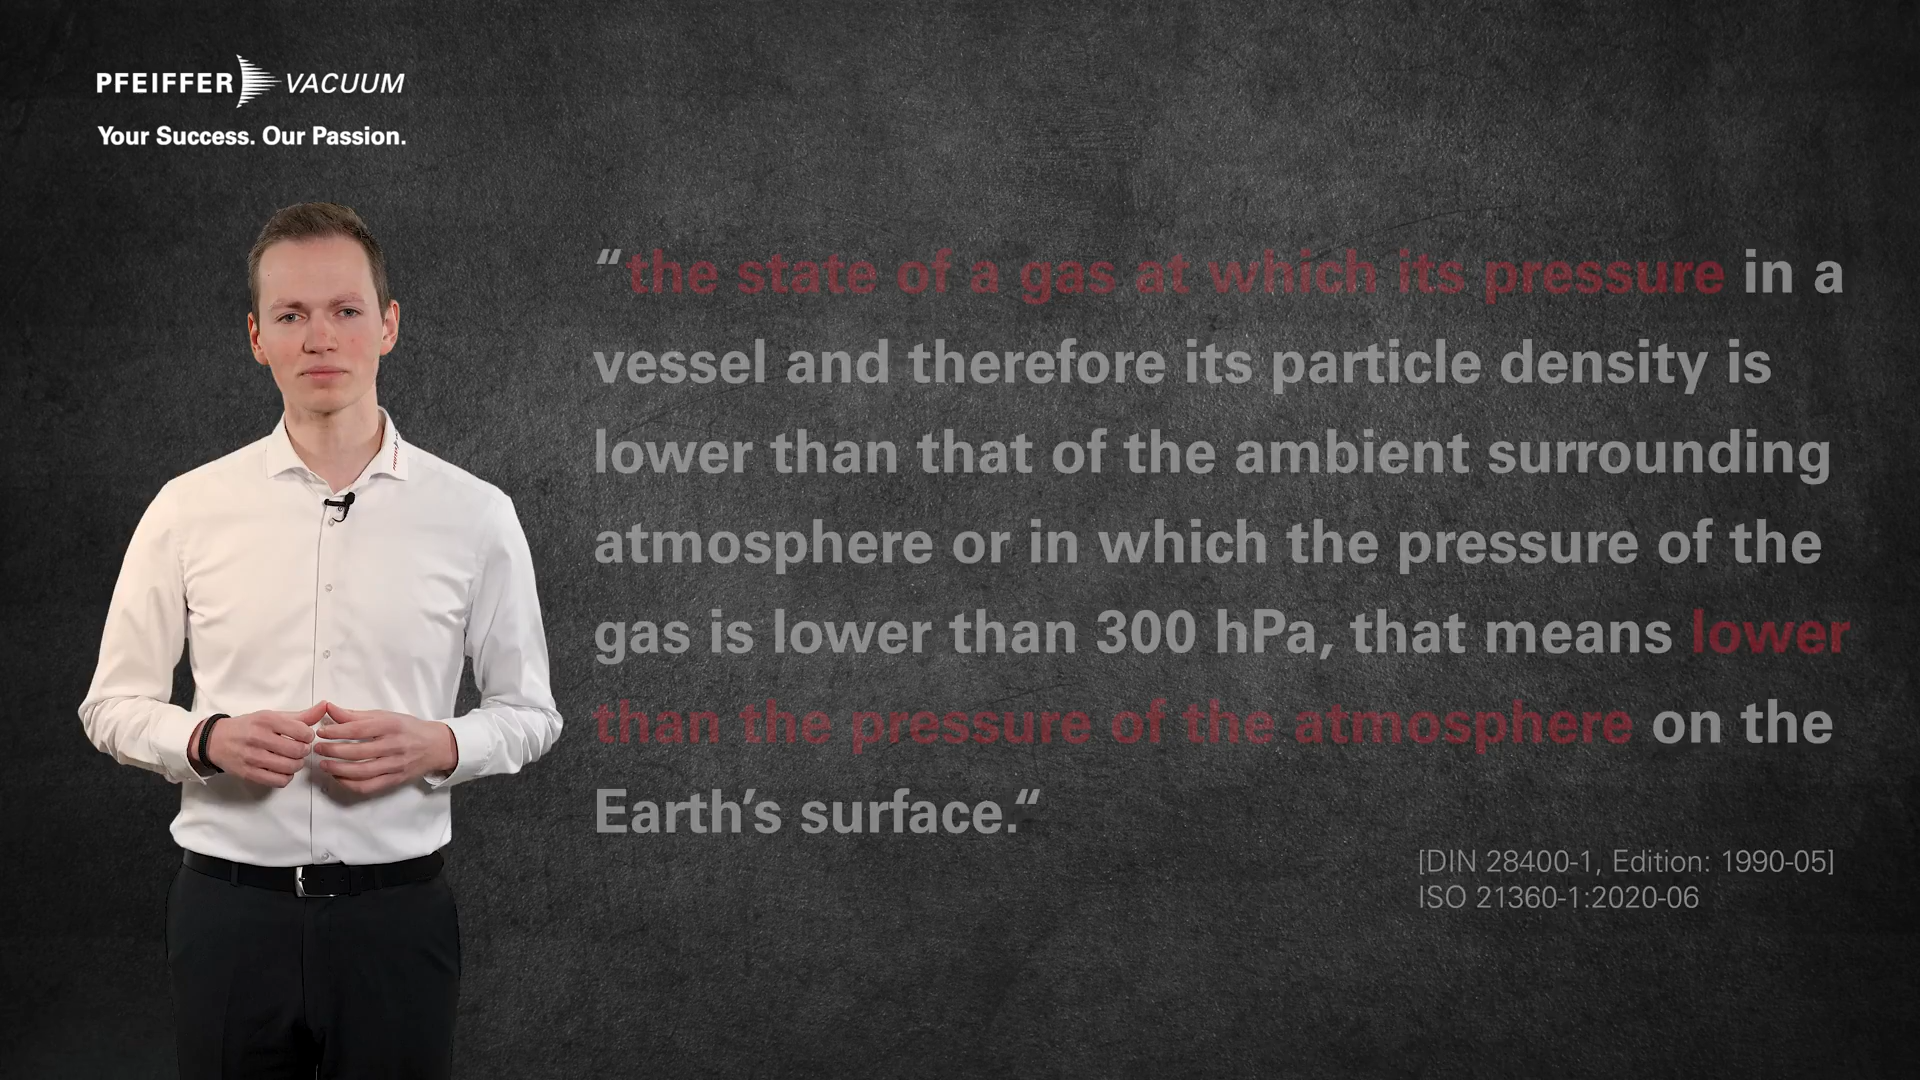 PFEIFFER VACUUM
Your Success. Our Passion.
“the state of a gas at which its pressure in a
vessel and therefore its particle density is
lower than that of the ambient surrounding
atmosphere or in which the pressure of the
gas is lower than 300 hPa, that means lower
than the pressure of the atmosphere on the
Earth’s surface.“
[DIN 28400-1, Edition: 1990-05]
ISO 21360-1:2020-06